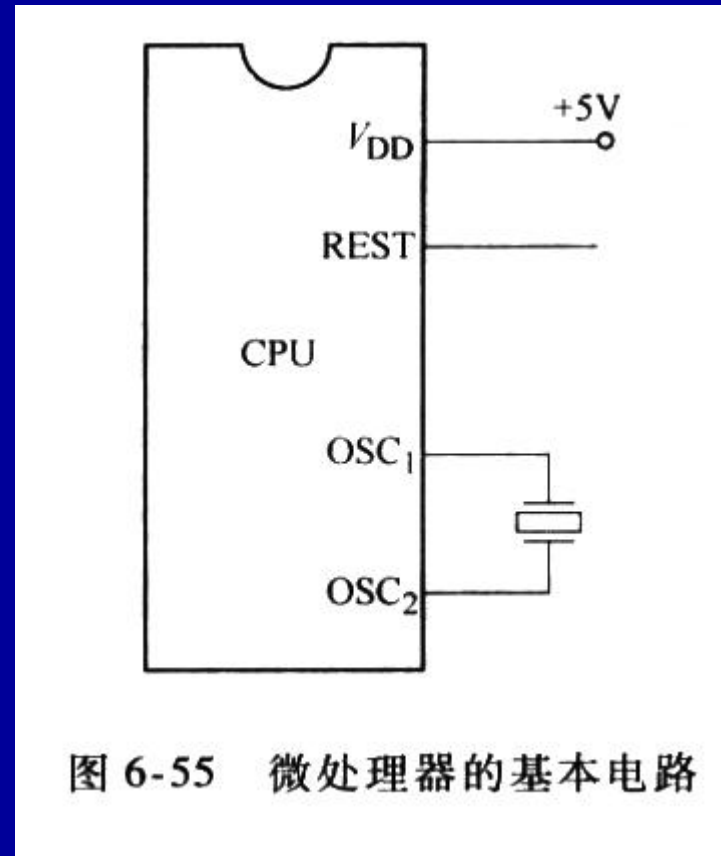 +5V
VDD
REST
CPU
OSC1
OSC2
图 6-55 微处理器的基本电路